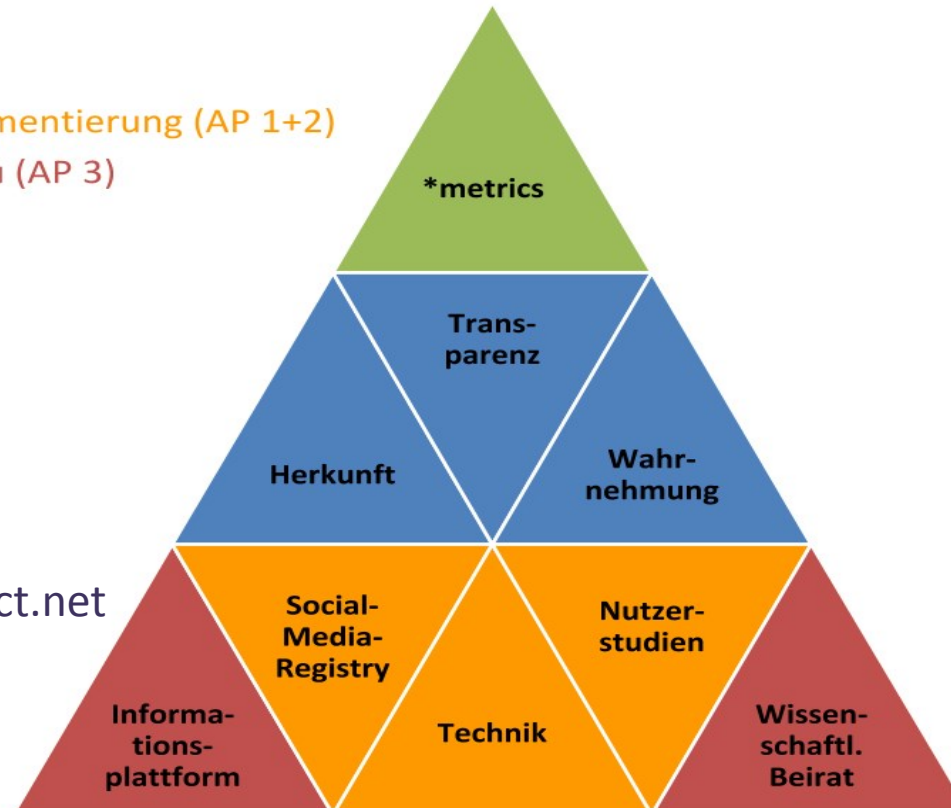 mentierung (AP 1+2)
(AP 3)
*metrics
Trans-
parenz
Herkunft
Wahr-
nehmung
ct.net
Social-
Media-
Registry
Nutzer-
studien
Informa-
tions-
plattform
Technik
Wissen-
schaftl.
Beirat